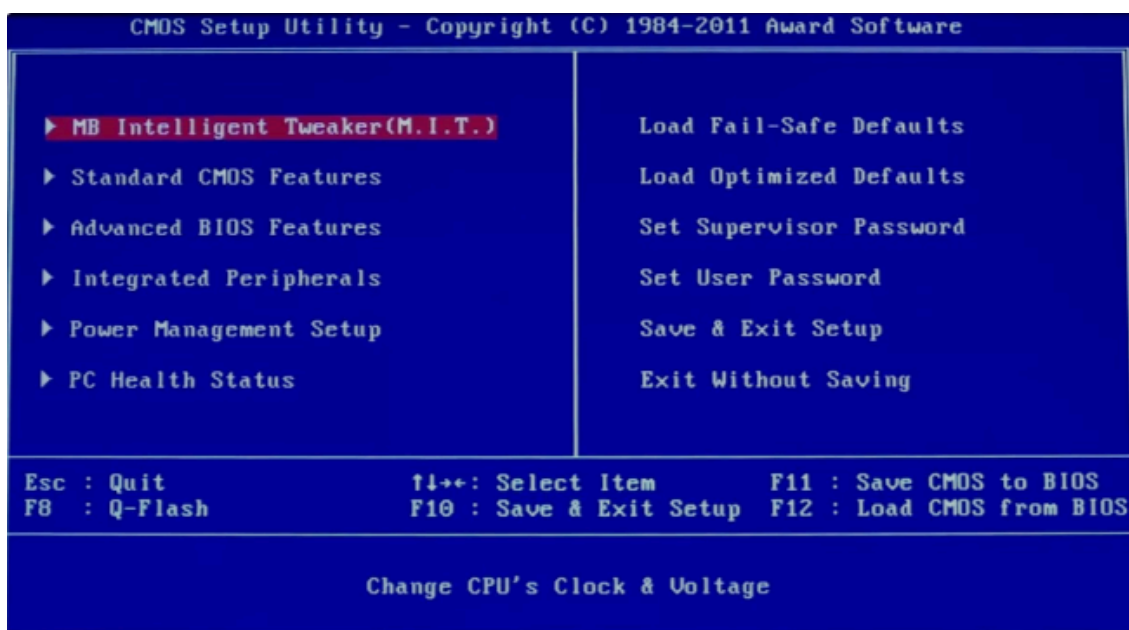 CMOS Setup Utility - Copyright (C) 1984-2011 Award Software
▶ MB Intelligent Tweaker(M.I.T.)
▶ Standard CMOS Features
▶ Advanced BIOS Features
▶ Integrated Peripherals
▶ Power Management Setup
▶ PC Health Status
Load Fail-Safe Defaults
Load Optimized Defaults
Set Supervisor Password
Set User Password
Save & Exit Setup
Exit Without Saving
Esc : Quit ↑↓→←: Select Item F11 : Save CMOS to BIOS
F8 : Q-Flash F10 : Save & Exit Setup F12 : Load CMOS from BIOS
Change CPU's Clock & Voltage